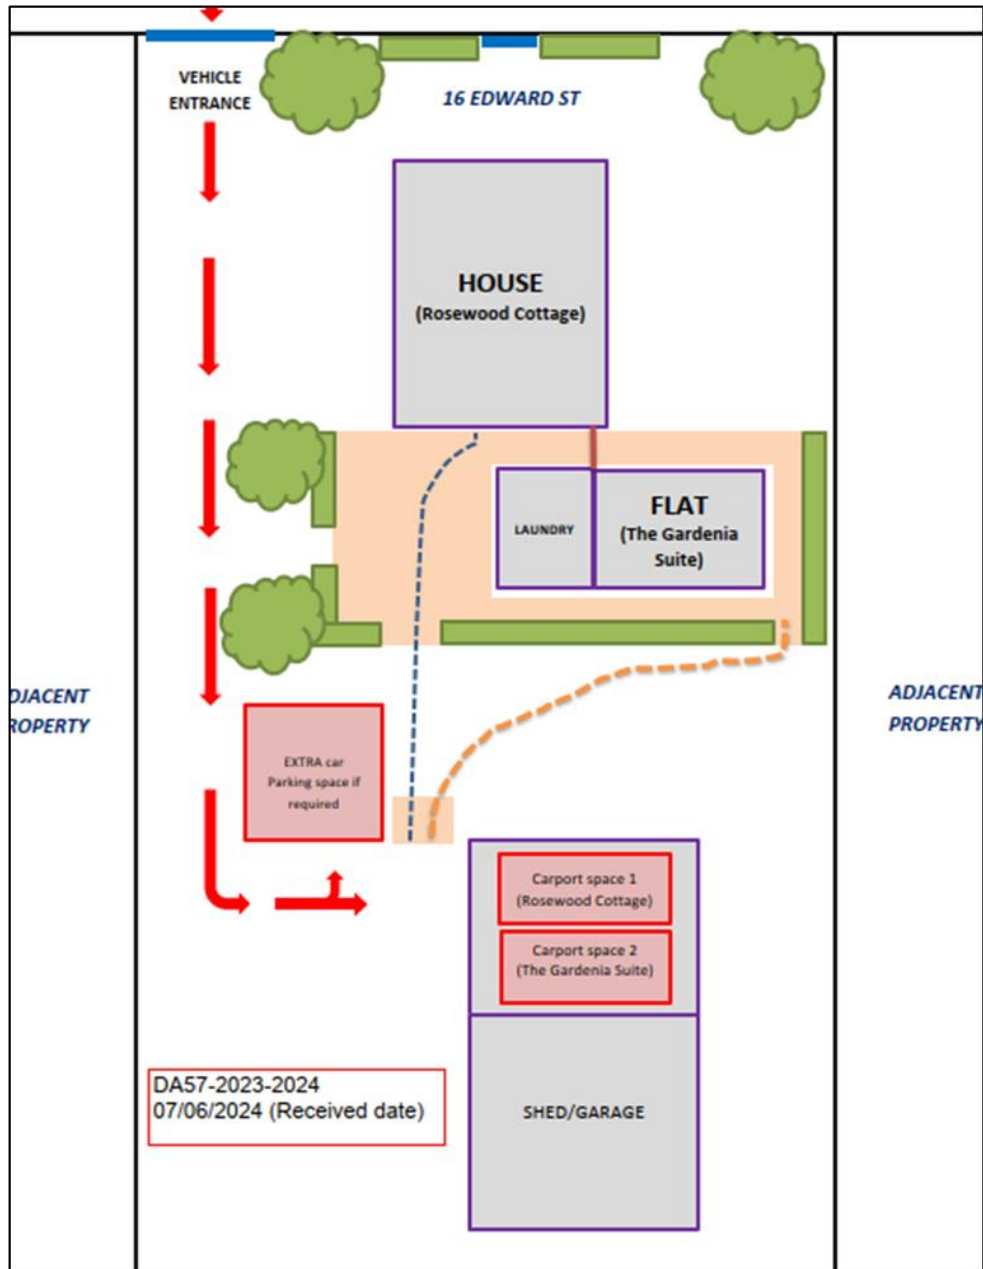 VEHICLE
ENTRANCE
16 EDWARD ST
HOUSE
(Rosewood Cottage)
LAUNDRY
FLAT
(The Gardenia
Suite)
DJACENT
ROPERTY
ADJACENT
PROPERTY
EXTRA car
Parking space if
required
Carport space 1
(Rosewood Cottage)
Carport space 2
(The Gardenia Suite)
DA57-2023-2024
07/06/2024 (Received date)
SHED/GARAGE